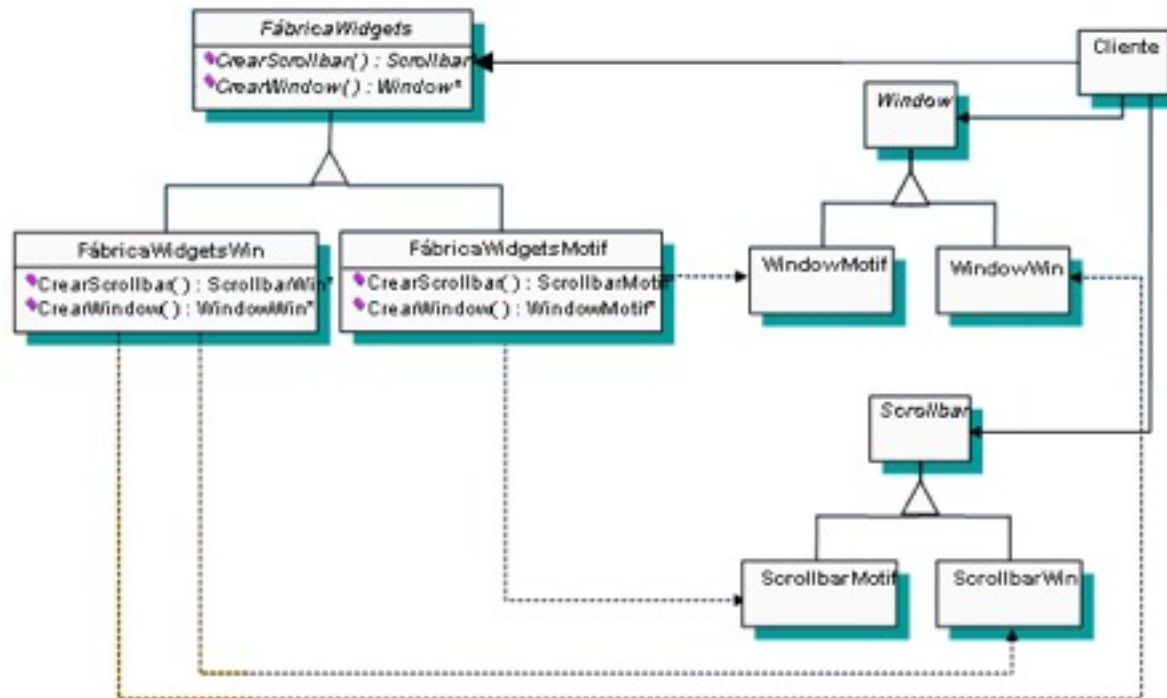 FábricaWidgets
CrearScrollbar() : Scrollbar*
CrearWindow() : Window*
Cliente
Window
FábricaWidgetsWin
CrearScrollbar() : ScrollbarWin*
CrearWindow() : WindowWin*
FábricaWidgetsMotif
CrearScrollbar() : ScrollbarMotif*
CrearWindow() : WindowMotif*
WindowMotif
WindowWin
Scrollbar
ScrollbarMotif
ScrollbarWin